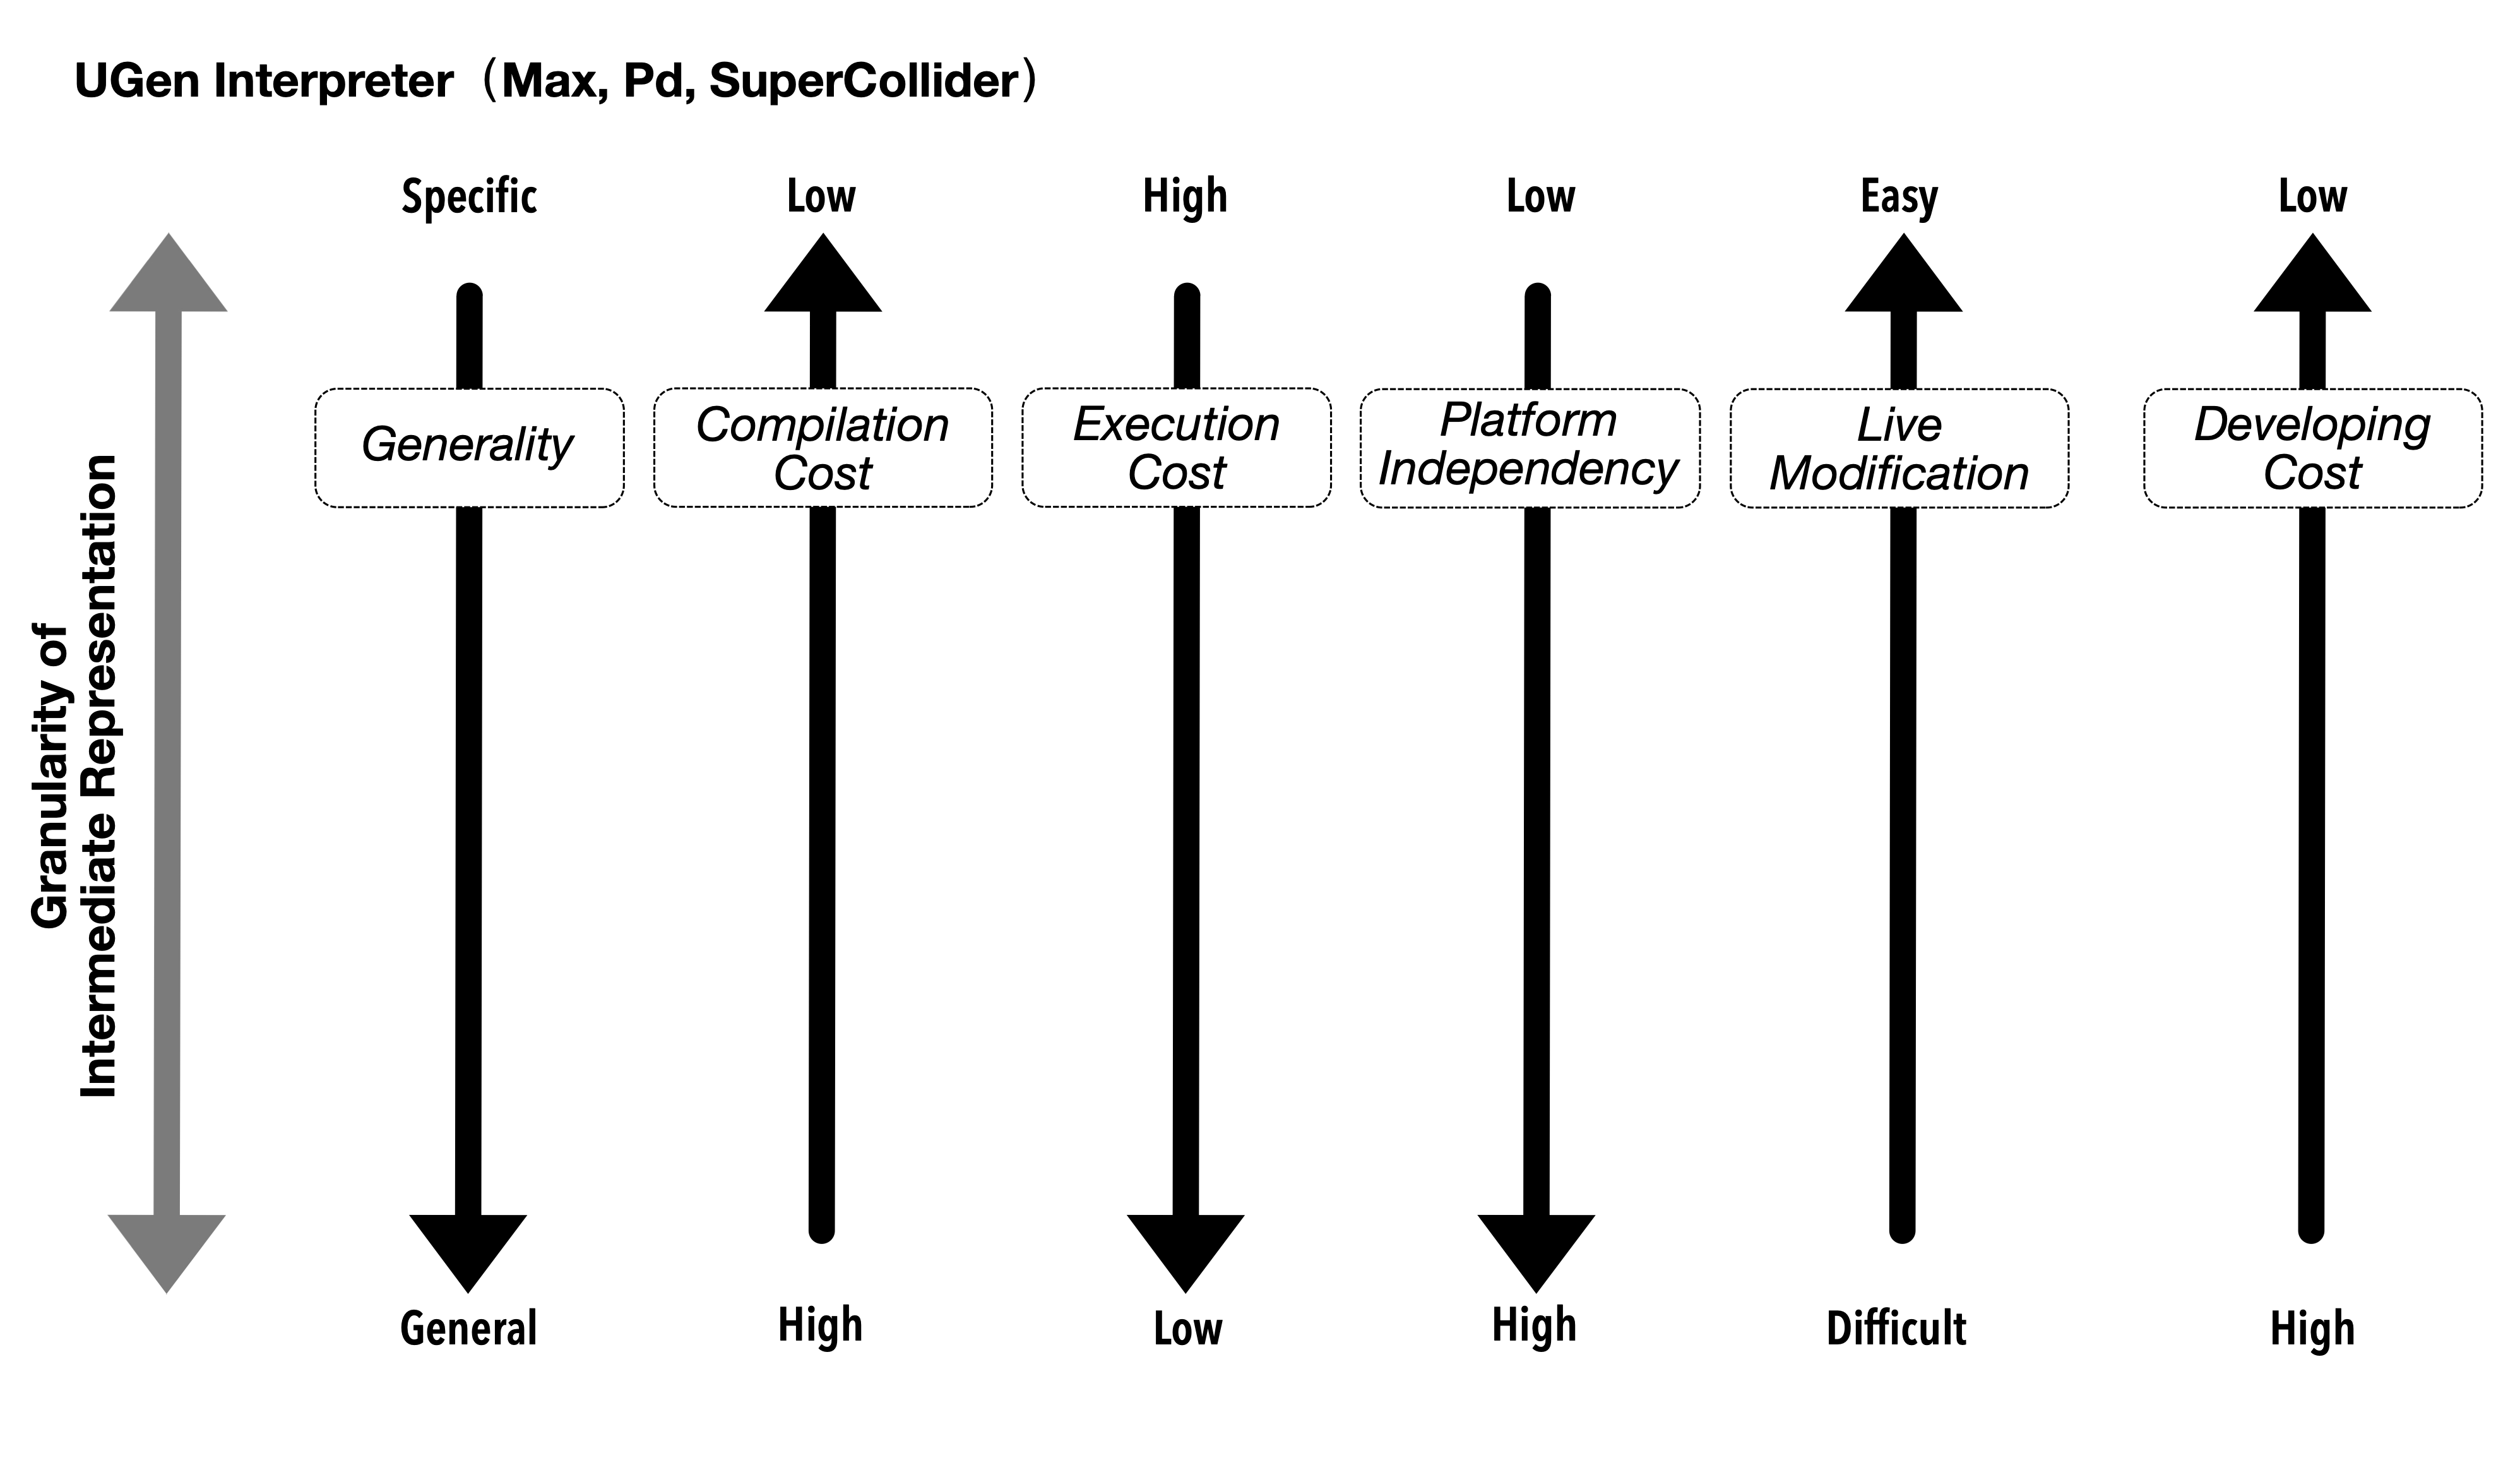 UGen Interpreter（Max, Pd, SuperCollider）
Specific
Low
High
Low
Easy
Low
Granularity of
Intermediate Representation
Generality
Compilation
Cost
Execution
Cost
Platform
Independency
Live
Modification
Developing
Cost
General
High
Low
High
Difficult
High